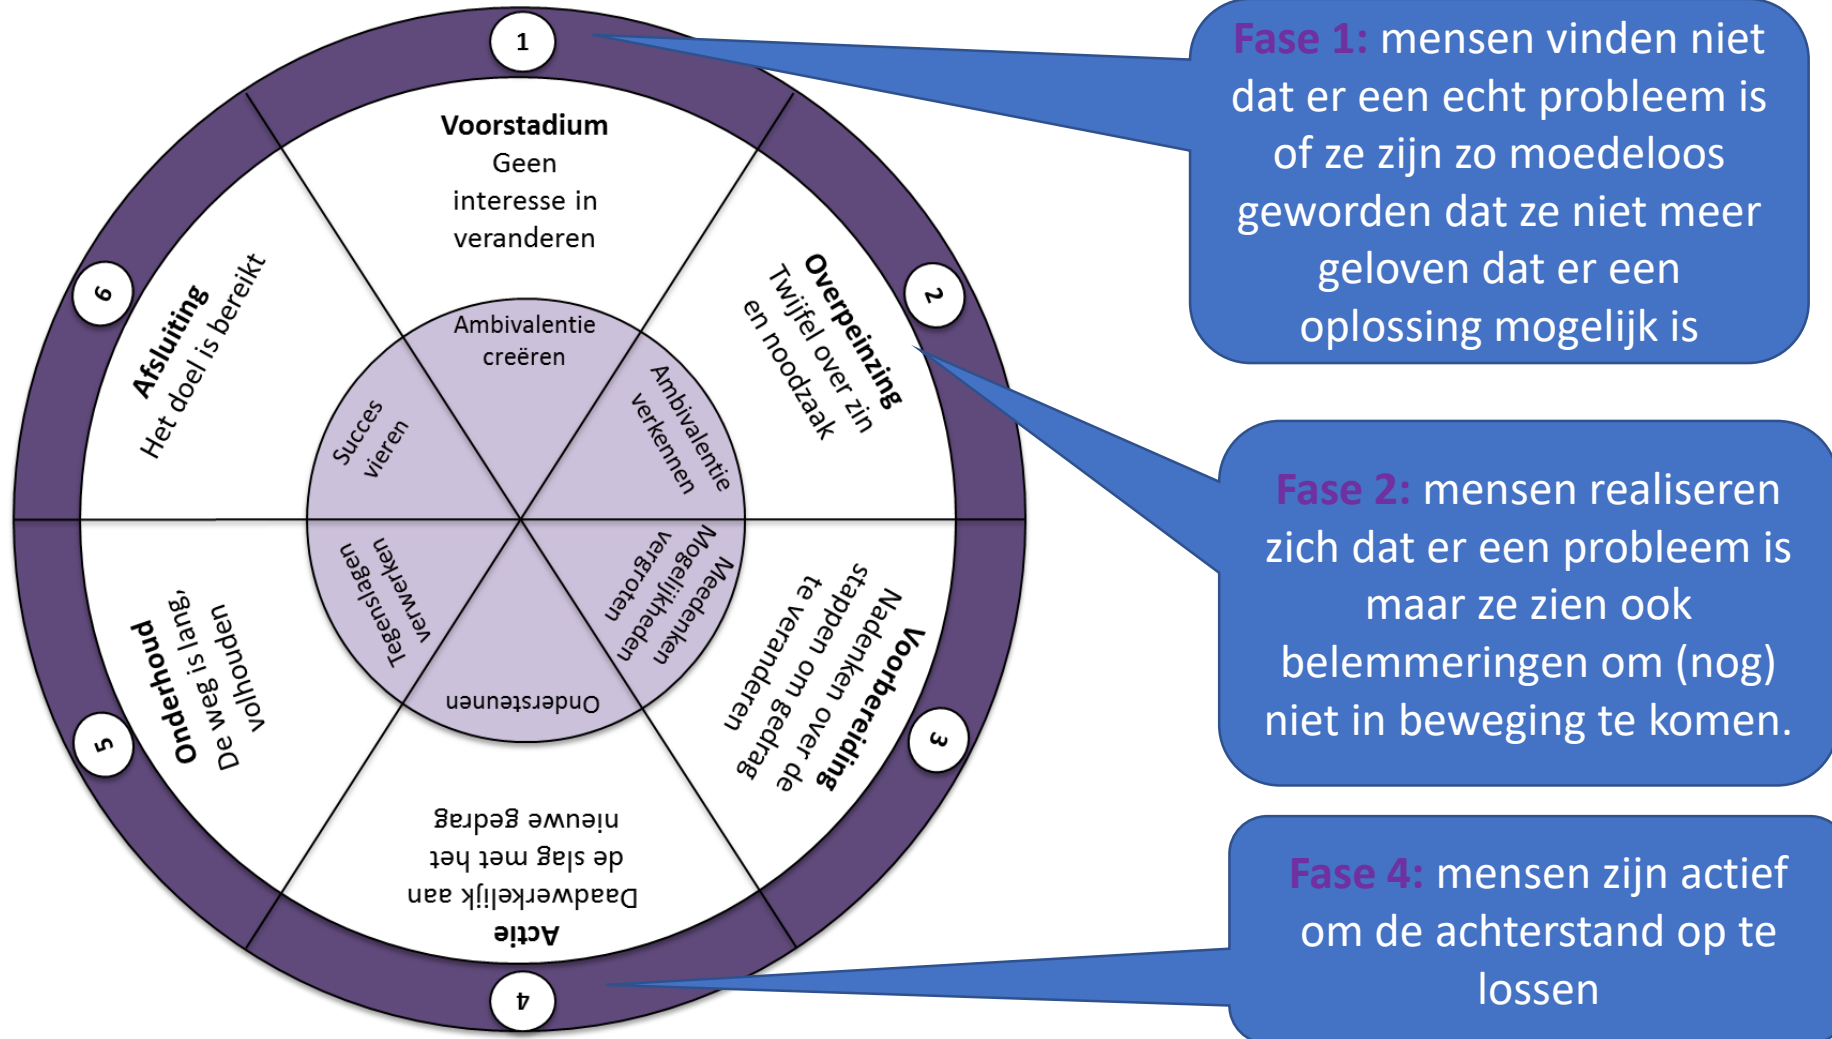 1
Voorstadium
Geen
interesse in
veranderen
Ambivalentie
creëren
2
Overpeinzing
Twijfel over zin
en noodzaak
Ambivalentie
verkennen
3
Voorbereiding
Nadenken over de
stappen om gedrag
te veranderen
Meedenken
Mogelijkheden
vergroten
4
Actie
Daadwerkelijk aan
de slag met het
nieuwe gedrag
Ondersteunen
5
Onderhoud
De weg is lang,
volhouden
Tegenslagen
verwerken
6
Afsluiting
Het doel is bereikt
Succes
vieren
Fase 1: mensen vinden niet
dat er een echt probleem is
of ze zijn zo moedeloos
geworden dat ze niet meer
geloven dat er een
oplossing mogelijk is
Fase 2: mensen realiseren
zich dat er een probleem is
maar ze zien ook
belemmeringen om (nog)
niet in beweging te komen.
Fase 4: mensen zijn actief
om de achterstand op te
lossen